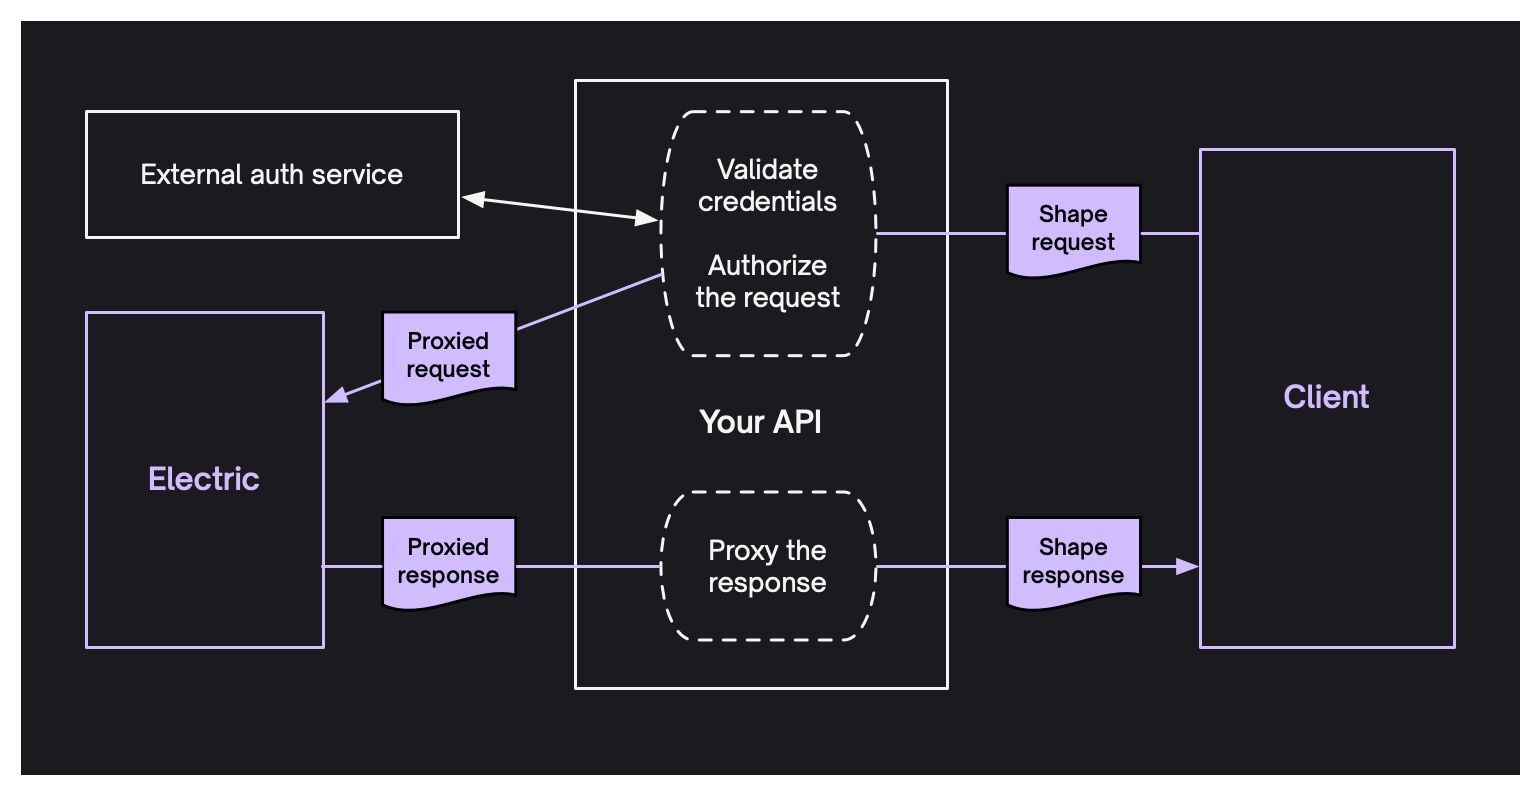 External auth service
Validate
credentials
Authorize
the request
Shape
request
Proxied
request
Your API
Client
Electric
Proxied
response
Proxy the
response
Shape
response